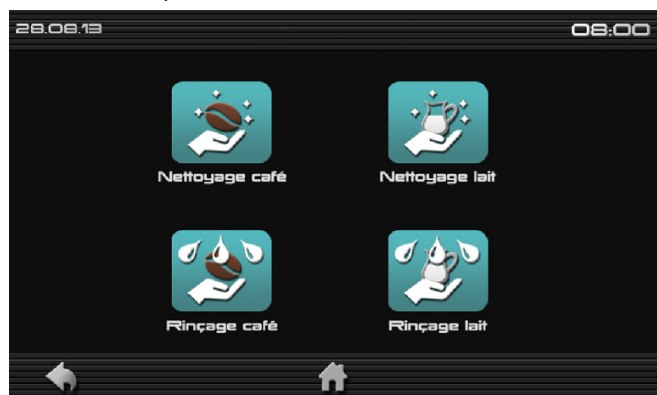 28.08.13
08:00
Nettoyage café
Nettoyage lait
Rinçage café
Rinçage lait